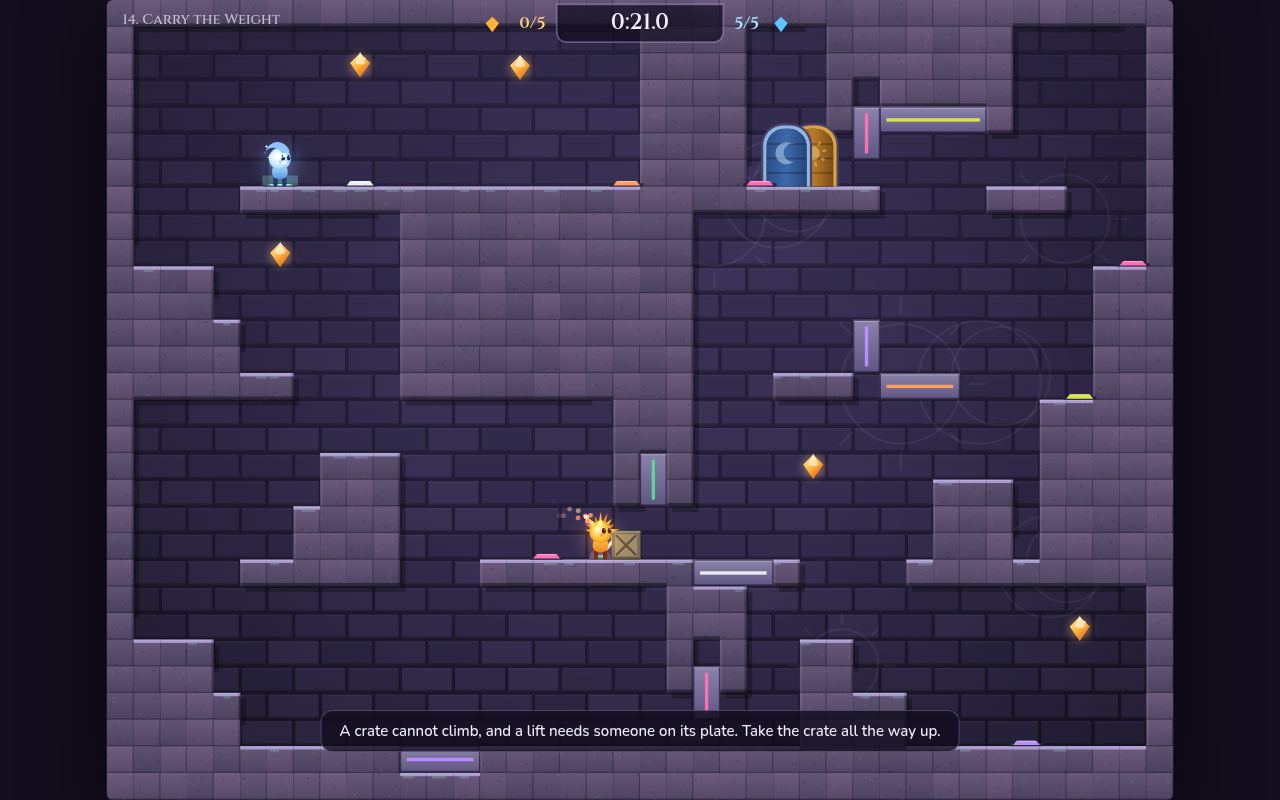 14. Carry the Weight
0/5
0:21.0
5/5
A crate cannot climb, and a lift needs someone on its plate. Take the crate all the way up.